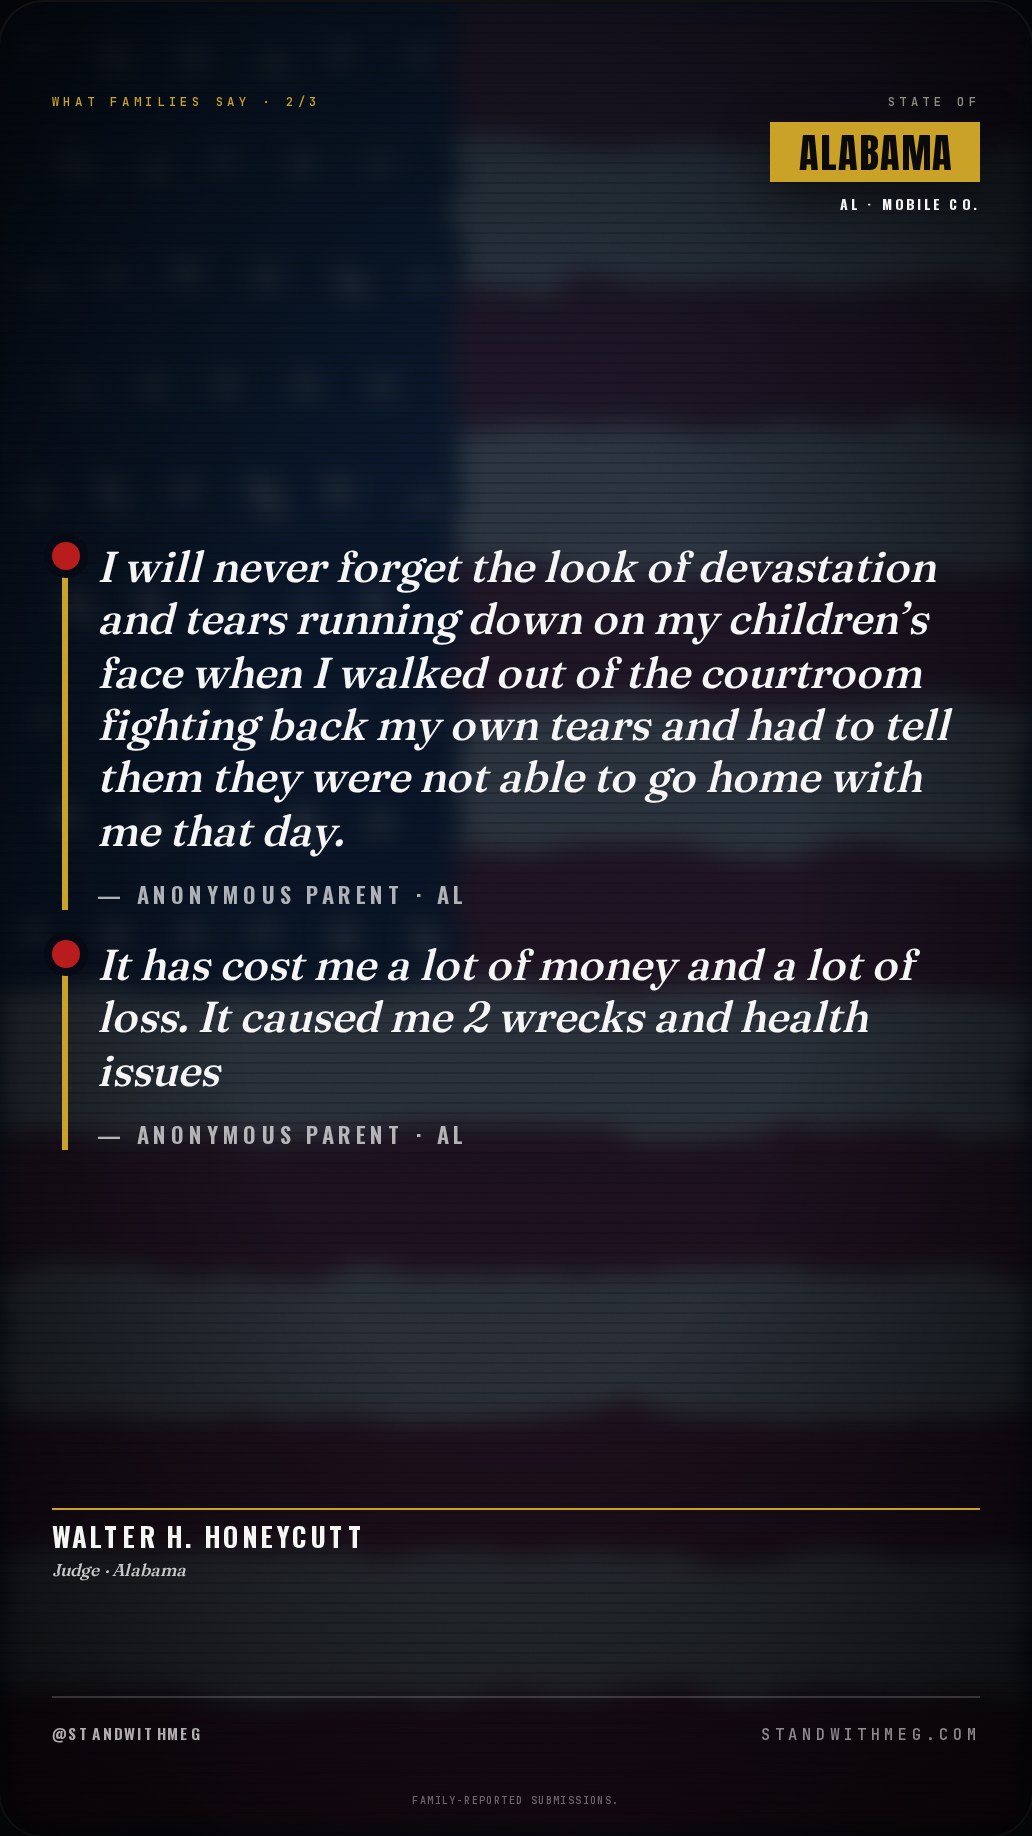 WHAT FAMILIES SAY · 2/3
STATE OF
ALABAMA
AL · MOBILE CO.
I will never forget the look of devastation
and tears running down on my children’s
face when I walked out of the courtroom
fighting back my own tears and had to tell
them they were not able to go home with
me that day.
— ANONYMOUS PARENT · AL
It has cost me a lot of money and a lot of
loss. It caused me 2 wrecks and health
issues
— ANONYMOUS PARENT · AL
WALTER H. HONEYCUTT
Judge · Alabama
@STANDWITHMEG
STANDWITHMEG.COM
FAMILY-REPORTED SUBMISSIONS.